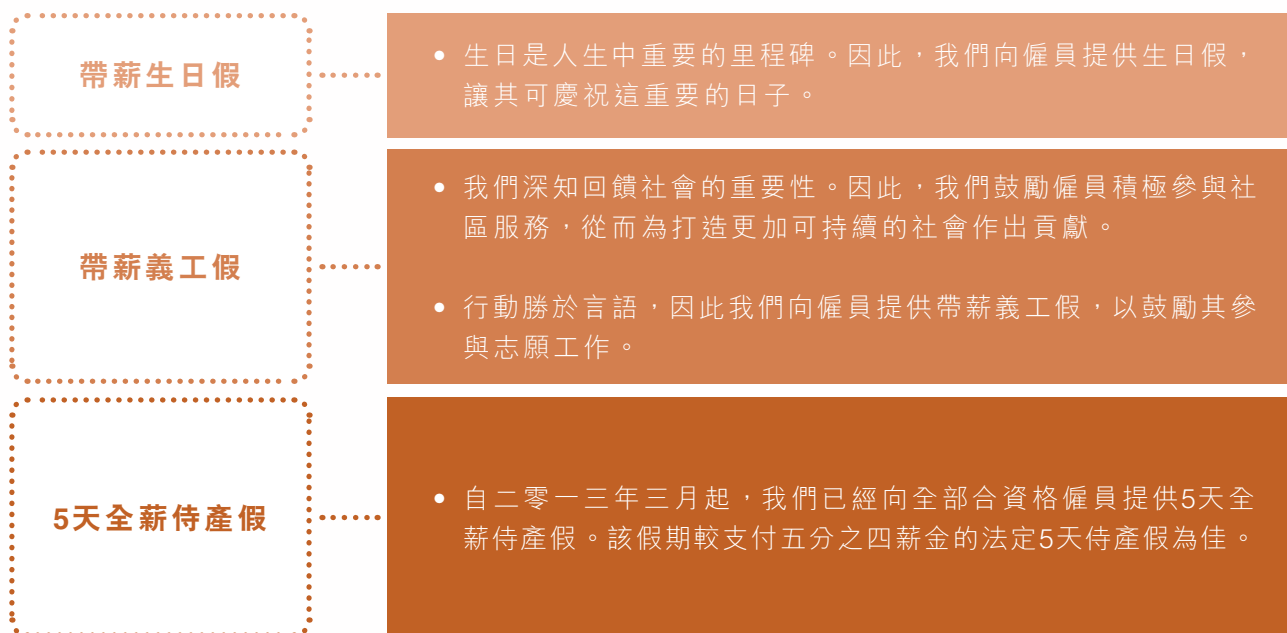 帶薪生日假
• 生日是人生中重要的里程碑。因此，我們向僱員提供生日假，
讓其可慶祝這重要的日子。
帶薪義工假
• 我們深知回饋社會的重要性。因此，我們鼓勵僱員積極參與社
區服務，從而為打造更加可持續的社會作出貢獻。
• 行動勝於言語，因此我們向僱員提供帶薪義工假，以鼓勵其參
與志願工作。
5天全薪侍產假
• 自二零一三年三月起，我們已經向全部合資格僱員提供5天全
薪侍產假。該假期較支付五分之四薪金的法定5天侍產假為佳。